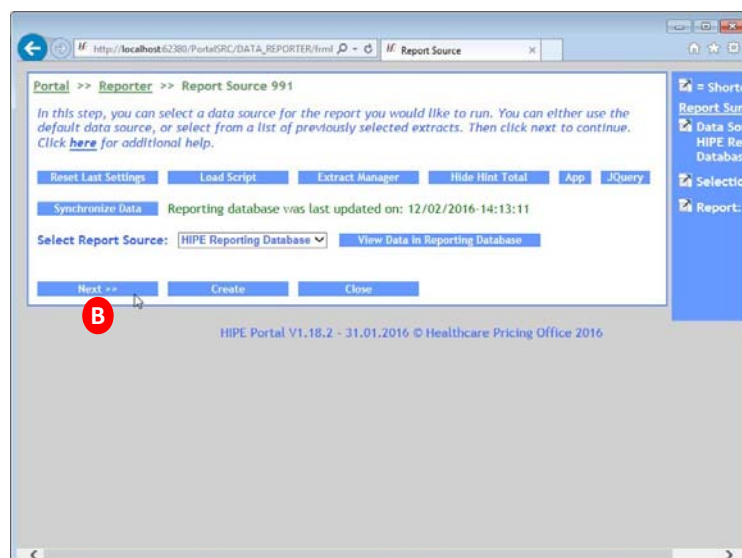 http://localhost:62380/PortalSRC/DATA_REPORTER/frml
Report Source
Portal >> Reporter >> Report Source 991
In this step, you can select a data source for the report you would like to run. You can either use the
default data source, or select from a list of previously selected extracts. Then click next to continue.
Click here for additional help.
Reset Last Settings Load Script Extract Manager Hide Hint Total App JQuery
Synchronize Data Reporting database was last updated on: 12/02/2016-14:13:11
Select Report Source: HIPE Reporting Database View Data in Reporting Database
Next >> Create Close
B
HIPE Portal V1.18.2 - 31.01.2016 © Healthcare Pricing Office 2016
= Shortc
Report Sum
Data So
HIPE Re
Databas
Selectio
Report: